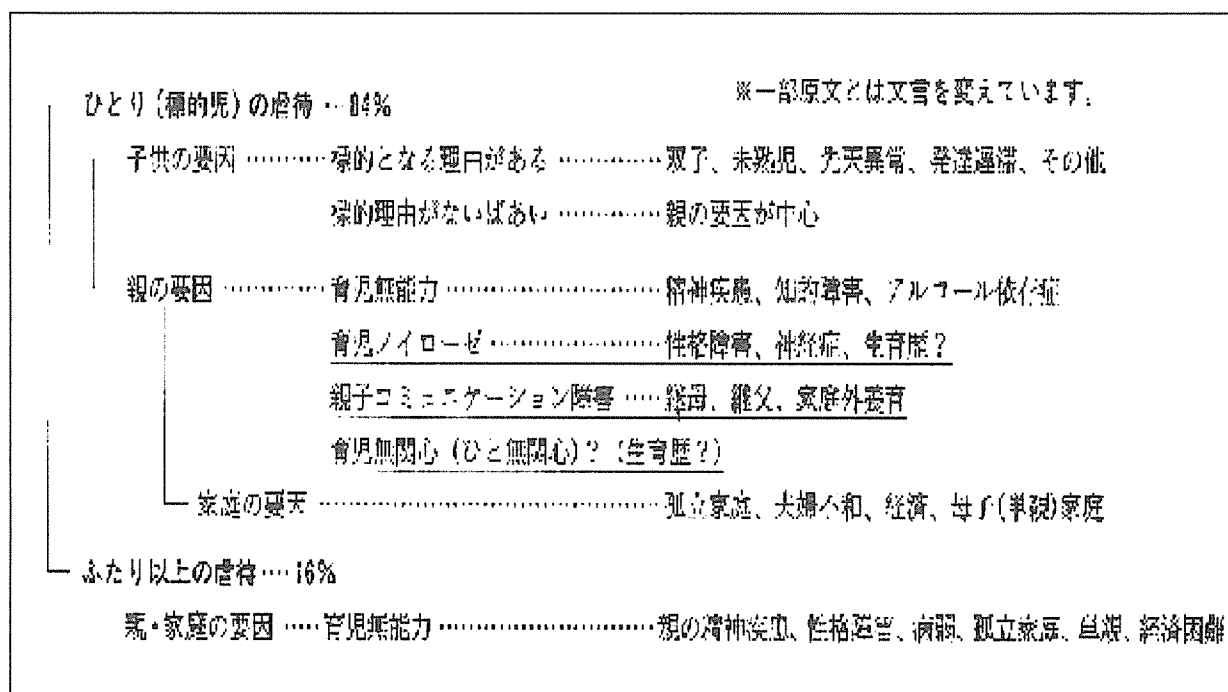 ※一部原文とは文言を変えています。
ひとり(標的児)の虐待‥84%
子供の要因………標的となる理由がある…………双子、未熟児、先天異常、発達遅滞、その他
標的理由がないばあい…………親の要因が中心
親の要因…………育児無能力……………………精神疾患、知的障害、アルコール依存症
育児ノイローゼ…………………性格障害、神経症、生育歴?
親子コミュニケーション障害……継母、継父、家庭外養育
育児無関心(ひと無関心)?(生育歴?)
家庭の要因………………………………孤立家庭、夫婦不和、経済、母子(単親)家庭
ふたり以上の虐待‥‥16%
親・家庭の要因……育児無能力……………………親の精神疾患、性格障害、病弱、孤立家庭、単親、経済困難